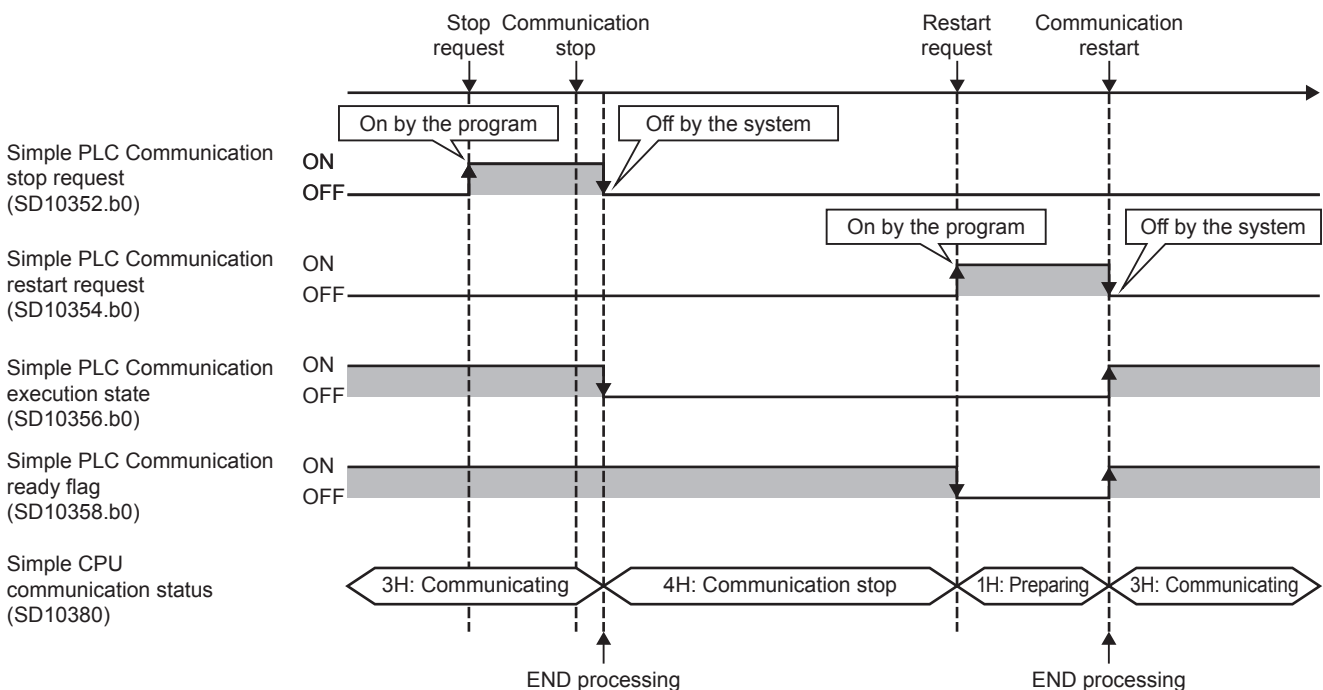 Stop Communication Restart Communication
request stop request restart
On by the program Off by the system
Simple PLC Communication
stop request
(SD10352.b0)
ON
OFF
On by the program Off by the system
Simple PLC Communication
restart request
(SD10354.b0)
ON
OFF
Simple PLC Communication
execution state
(SD10356.b0)
ON
OFF
Simple PLC Communication
ready flag
(SD10358.b0)
ON
OFF
Simple CPU
communication status
(SD10380)
3H: Communicating 4H: Communication stop 1H: Preparing 3H: Communicating
END processing END processing